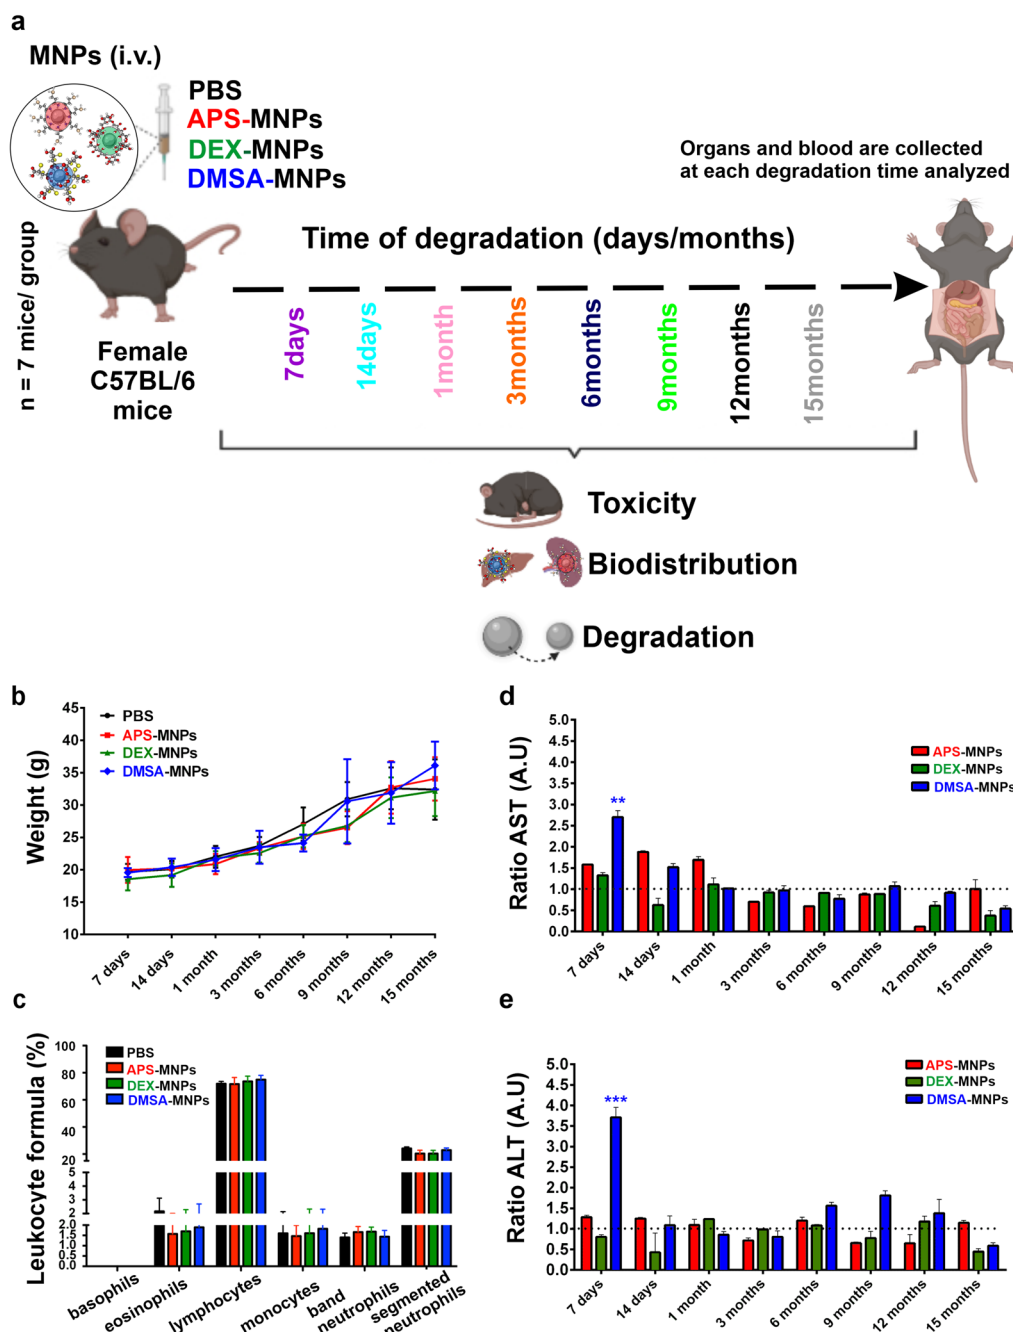 a
MNPs (i.v.)
PBS
APS-MNPs
DEX-MNPs
DMSA-MNPs
Organs and blood are collected
at each degradation time analyzed
n = 7 mice/ group
Time of degradation (days/months)
7days
14days
1month
3months
6months
9months
12months
15months
Female
C57BL/6
mice
Toxicity
Biodistribution
Degradation
b
Weight (g)
45
40
35
30
25
20
15
10
PBS
APS-MNPs
DEX-MNPs
DMSA-MNPs
7 days
14 days
1 month
3 months
6 months
9 months
12 months
15 months
d
Ratio AST (A.U)
5.0
4.5
4.0
3.5
3.0
2.5
2.0
1.5
1.0
0.5
0.0
**
APS-MNPs
DEX-MNPs
DMSA-MNPs
7 days
14 days
1 month
3 months
6 months
9 months
12 months
15 months
c
Leukocyte formula (%)
100
80
60
40
20
5
4
3
2
2.0
1.5
1.0
0.5
0.0
PBS
APS-MNPs
DEX-MNPs
DMSA-MNPs
basophils
eosinophils
lymphocytes
monocytes
band
neutrophils
segmented
neutrophils
e
Ratio ALT (A.U)
5.0
4.5
4.0
3.5
3.0
2.5
2.0
1.5
1.0
0.5
0.0
***
APS-MNPs
DEX-MNPs
DMSA-MNPs
7 days
14 days
1 month
3 months
6 months
9 months
12 months
15 months